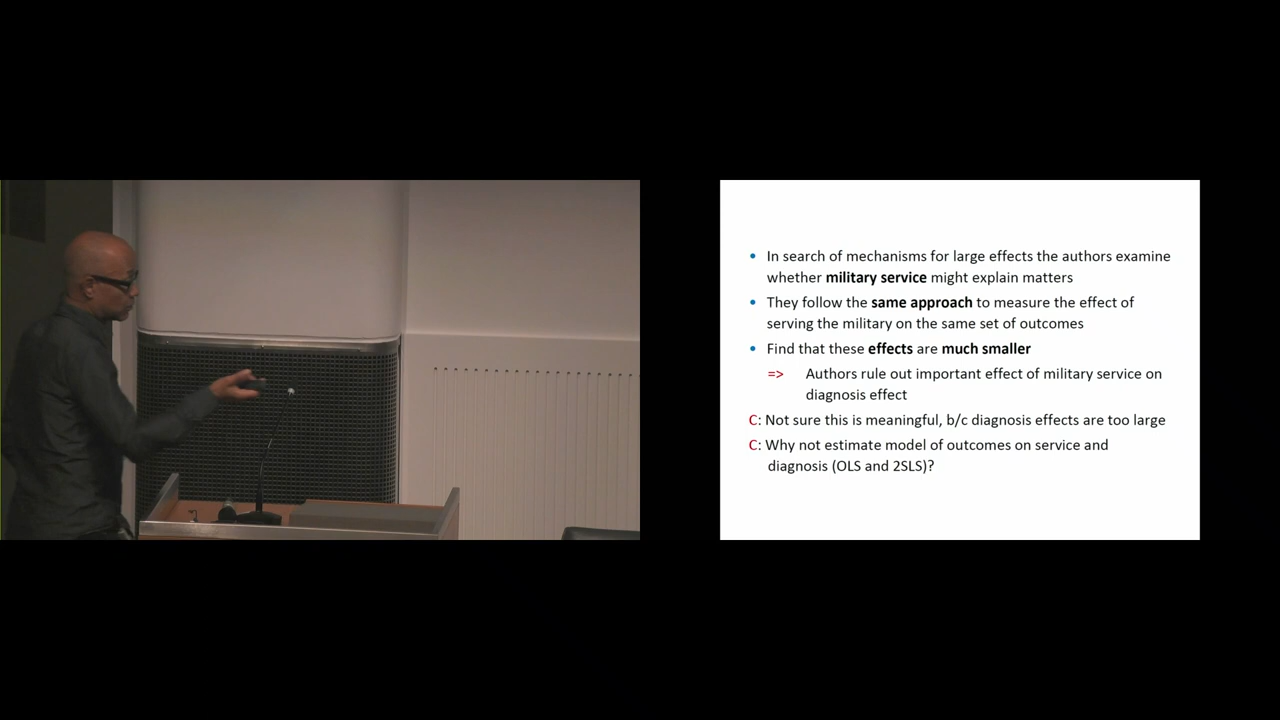 • In search of mechanisms for large effects the authors examine
whether military service might explain matters
• They follow the same approach to measure the effect of
serving the military on the same set of outcomes
• Find that these effects are much smaller
=> Authors rule out important effect of military service on
diagnosis effect
C: Not sure this is meaningful, b/c diagnosis effects are too large
C: Why not estimate model of outcomes on service and
diagnosis (OLS and 2SLS)?